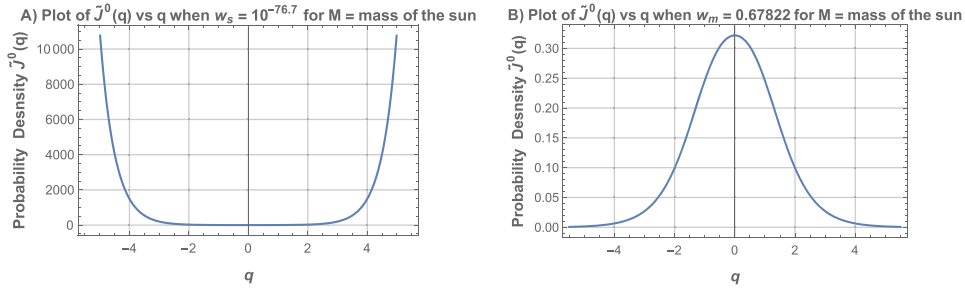 A) Plot of J̃⁰(q) vs q when wₛ = 10⁻⁷⁶·⁷ for M = mass of the sun
Probability Desnsity J̃⁰(q)
10000
8000
6000
4000
2000
0
−4 −2 0 2 4
q
B) Plot of J̃⁰(q) vs q when wₘ = 0.67822 for M = mass of the sun
Probability Desnsity J̃⁰(q)
0.30
0.25
0.20
0.15
0.10
0.05
0.00
−4 −2 0 2 4
q